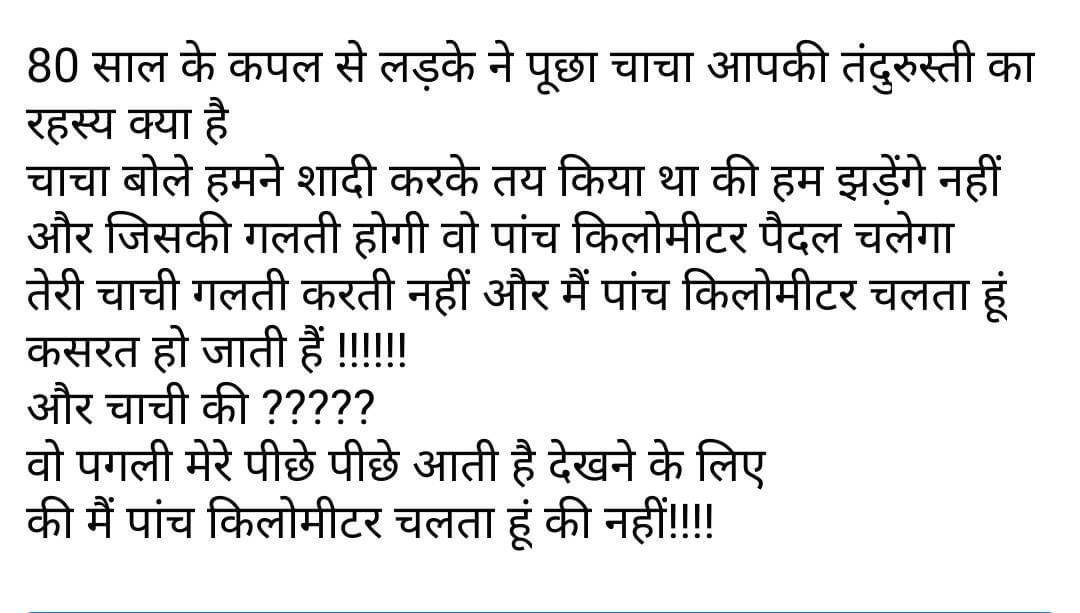 80 साल के कपल से लड़के ने पूछा चाचा आपकी तंदुरुस्ती का
रहस्य क्या है
चाचा बोले हमने शादी करके तय किया था की हम झड़ेंगे नहीं
और जिसकी गलती होगी वो पांच किलोमीटर पैदल चलेगा
तेरी चाची गलती करती नहीं और मैं पांच किलोमीटर चलता हूं
कसरत हो जाती हैं !!!!!!
और चाची की ?????
वो पगली मेरे पीछे पीछे आती है देखने के लिए
की मैं पांच किलोमीटर चलता हूं की नहीं!!!!